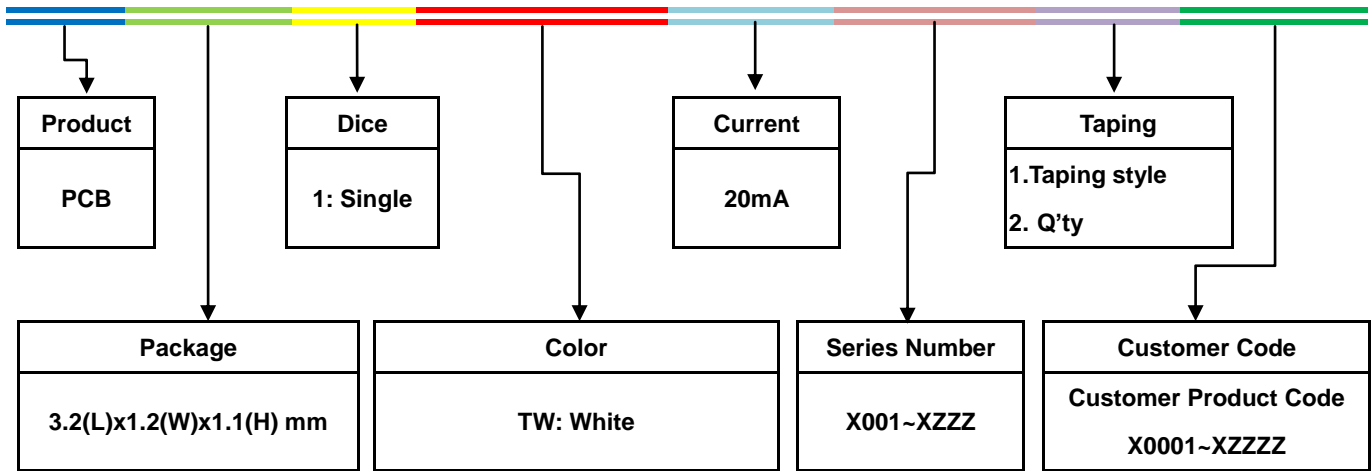 Product
PCB
Dice
1: Single
Current
20mA
Taping
1.Taping style
2. Q’ty
Package
3.2(L)x1.2(W)x1.1(H) mm
Color
TW: White
Series Number
X001~XZZZ
Customer Code
Customer Product Code
X0001~XZZZZ